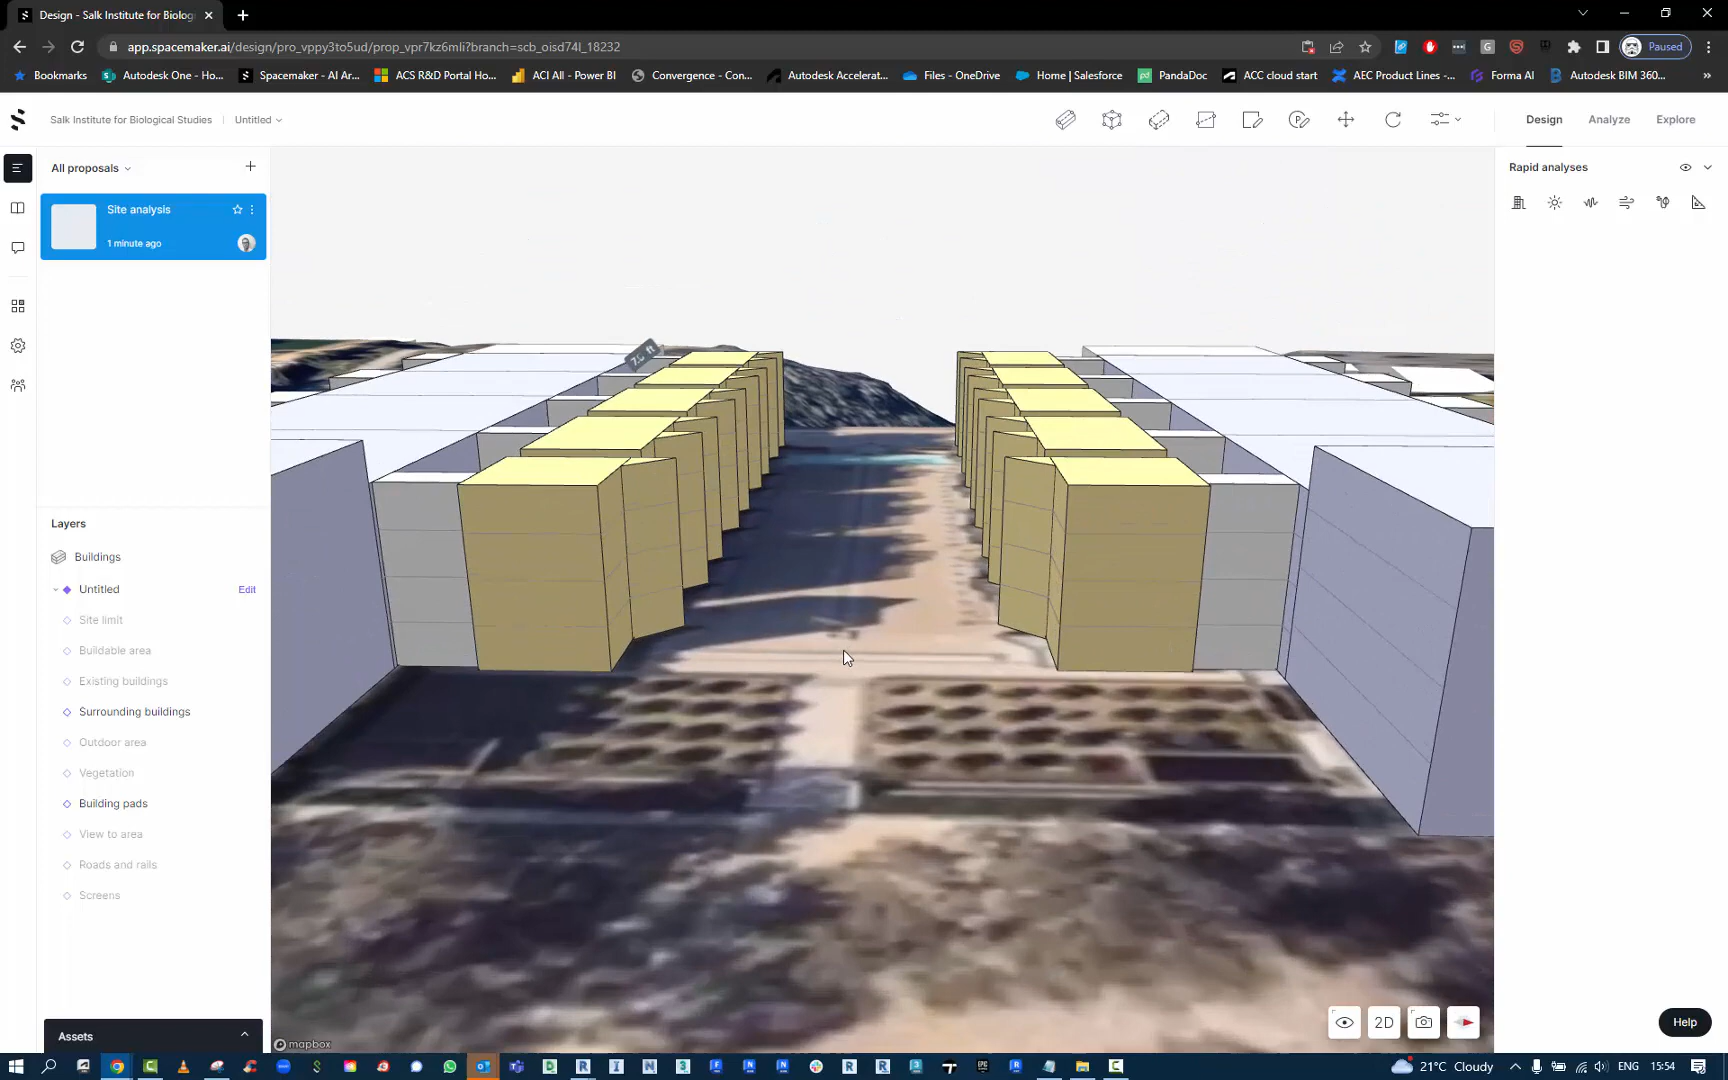 Design - Salk Institute for Biolog
app.spacemaker.ai/design/pro_vppy3to5ud/prop_vpr7kz6mli?branch=scb_oisd74l_18232
Paused
Bookmarks
Autodesk One - Ho...
Spacemaker - AI Ar...
ACS R&D Portal Ho...
ACI All - Power BI
Convergence - Con...
Autodesk Accelerat...
Files - OneDrive
Home | Salesforce
PandaDoc
ACC cloud start
AEC Product Lines -...
Forma AI
Autodesk BIM 360...
Salk Institute for Biological Studies
Untitled
Design
Analyze
Explore
All proposals
Rapid analyses
Site analysis
1 minute ago
Layers
Buildings
Untitled
Edit
Site limit
Buildable area
Existing buildings
Surrounding buildings
Outdoor area
Vegetation
Building pads
View to area
Roads and rails
Screens
2D
Help
Assets
mapbox
21°C Cloudy
ENG
15:54